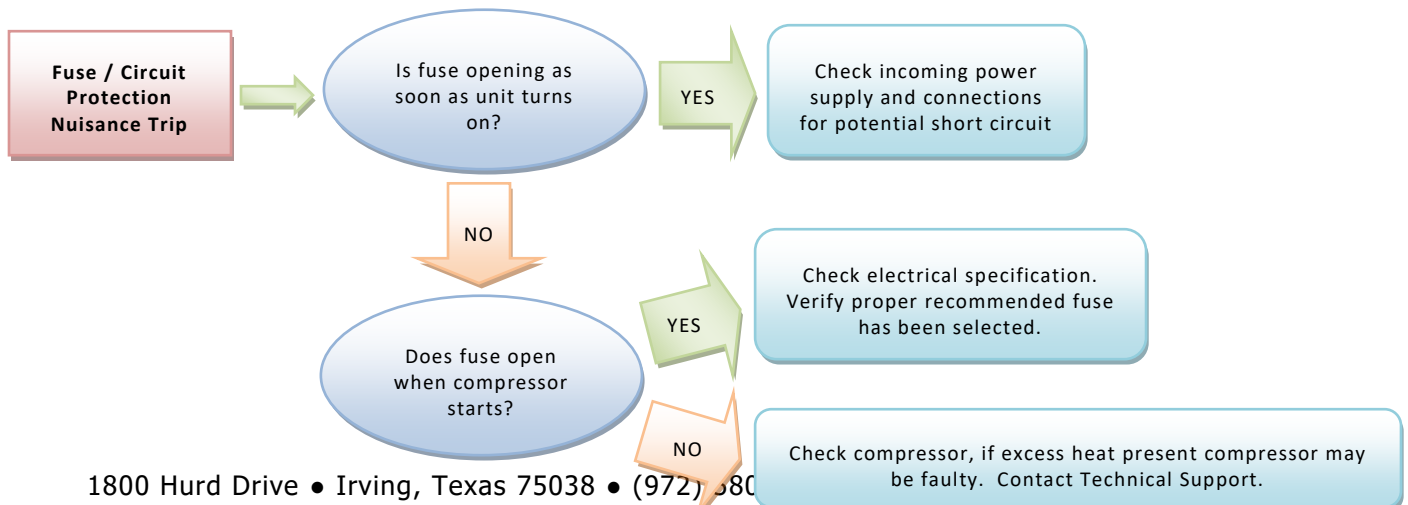 Fuse / Circuit
Protection
Nuisance Trip
Is fuse opening as
soon as unit turns
on?
YES
Check incoming power
supply and connections
for potential short circuit
NO
Does fuse open
when compressor
starts?
YES
Check electrical specification.
Verify proper recommended fuse
has been selected.
NO
Check compressor, if excess heat present compressor may
be faulty. Contact Technical Support.
1800 Hurd Drive ● Irving, Texas 75038 ● (972)